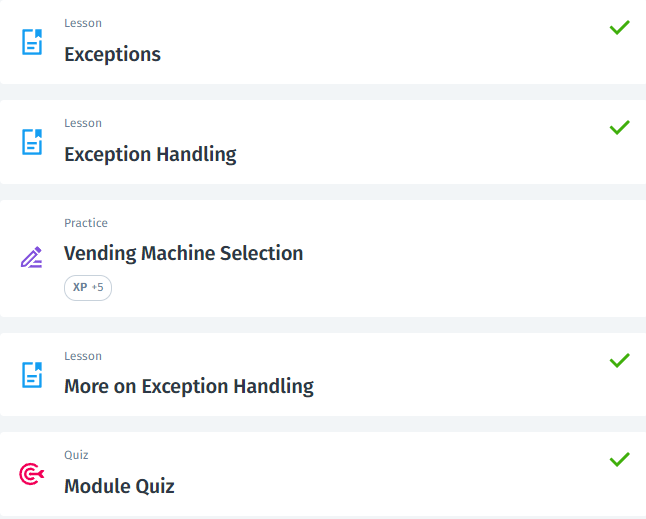 Lesson
Exceptions
Lesson
Exception Handling
Practice
Vending Machine Selection
XP +5
Lesson
More on Exception Handling
Quiz
Module Quiz